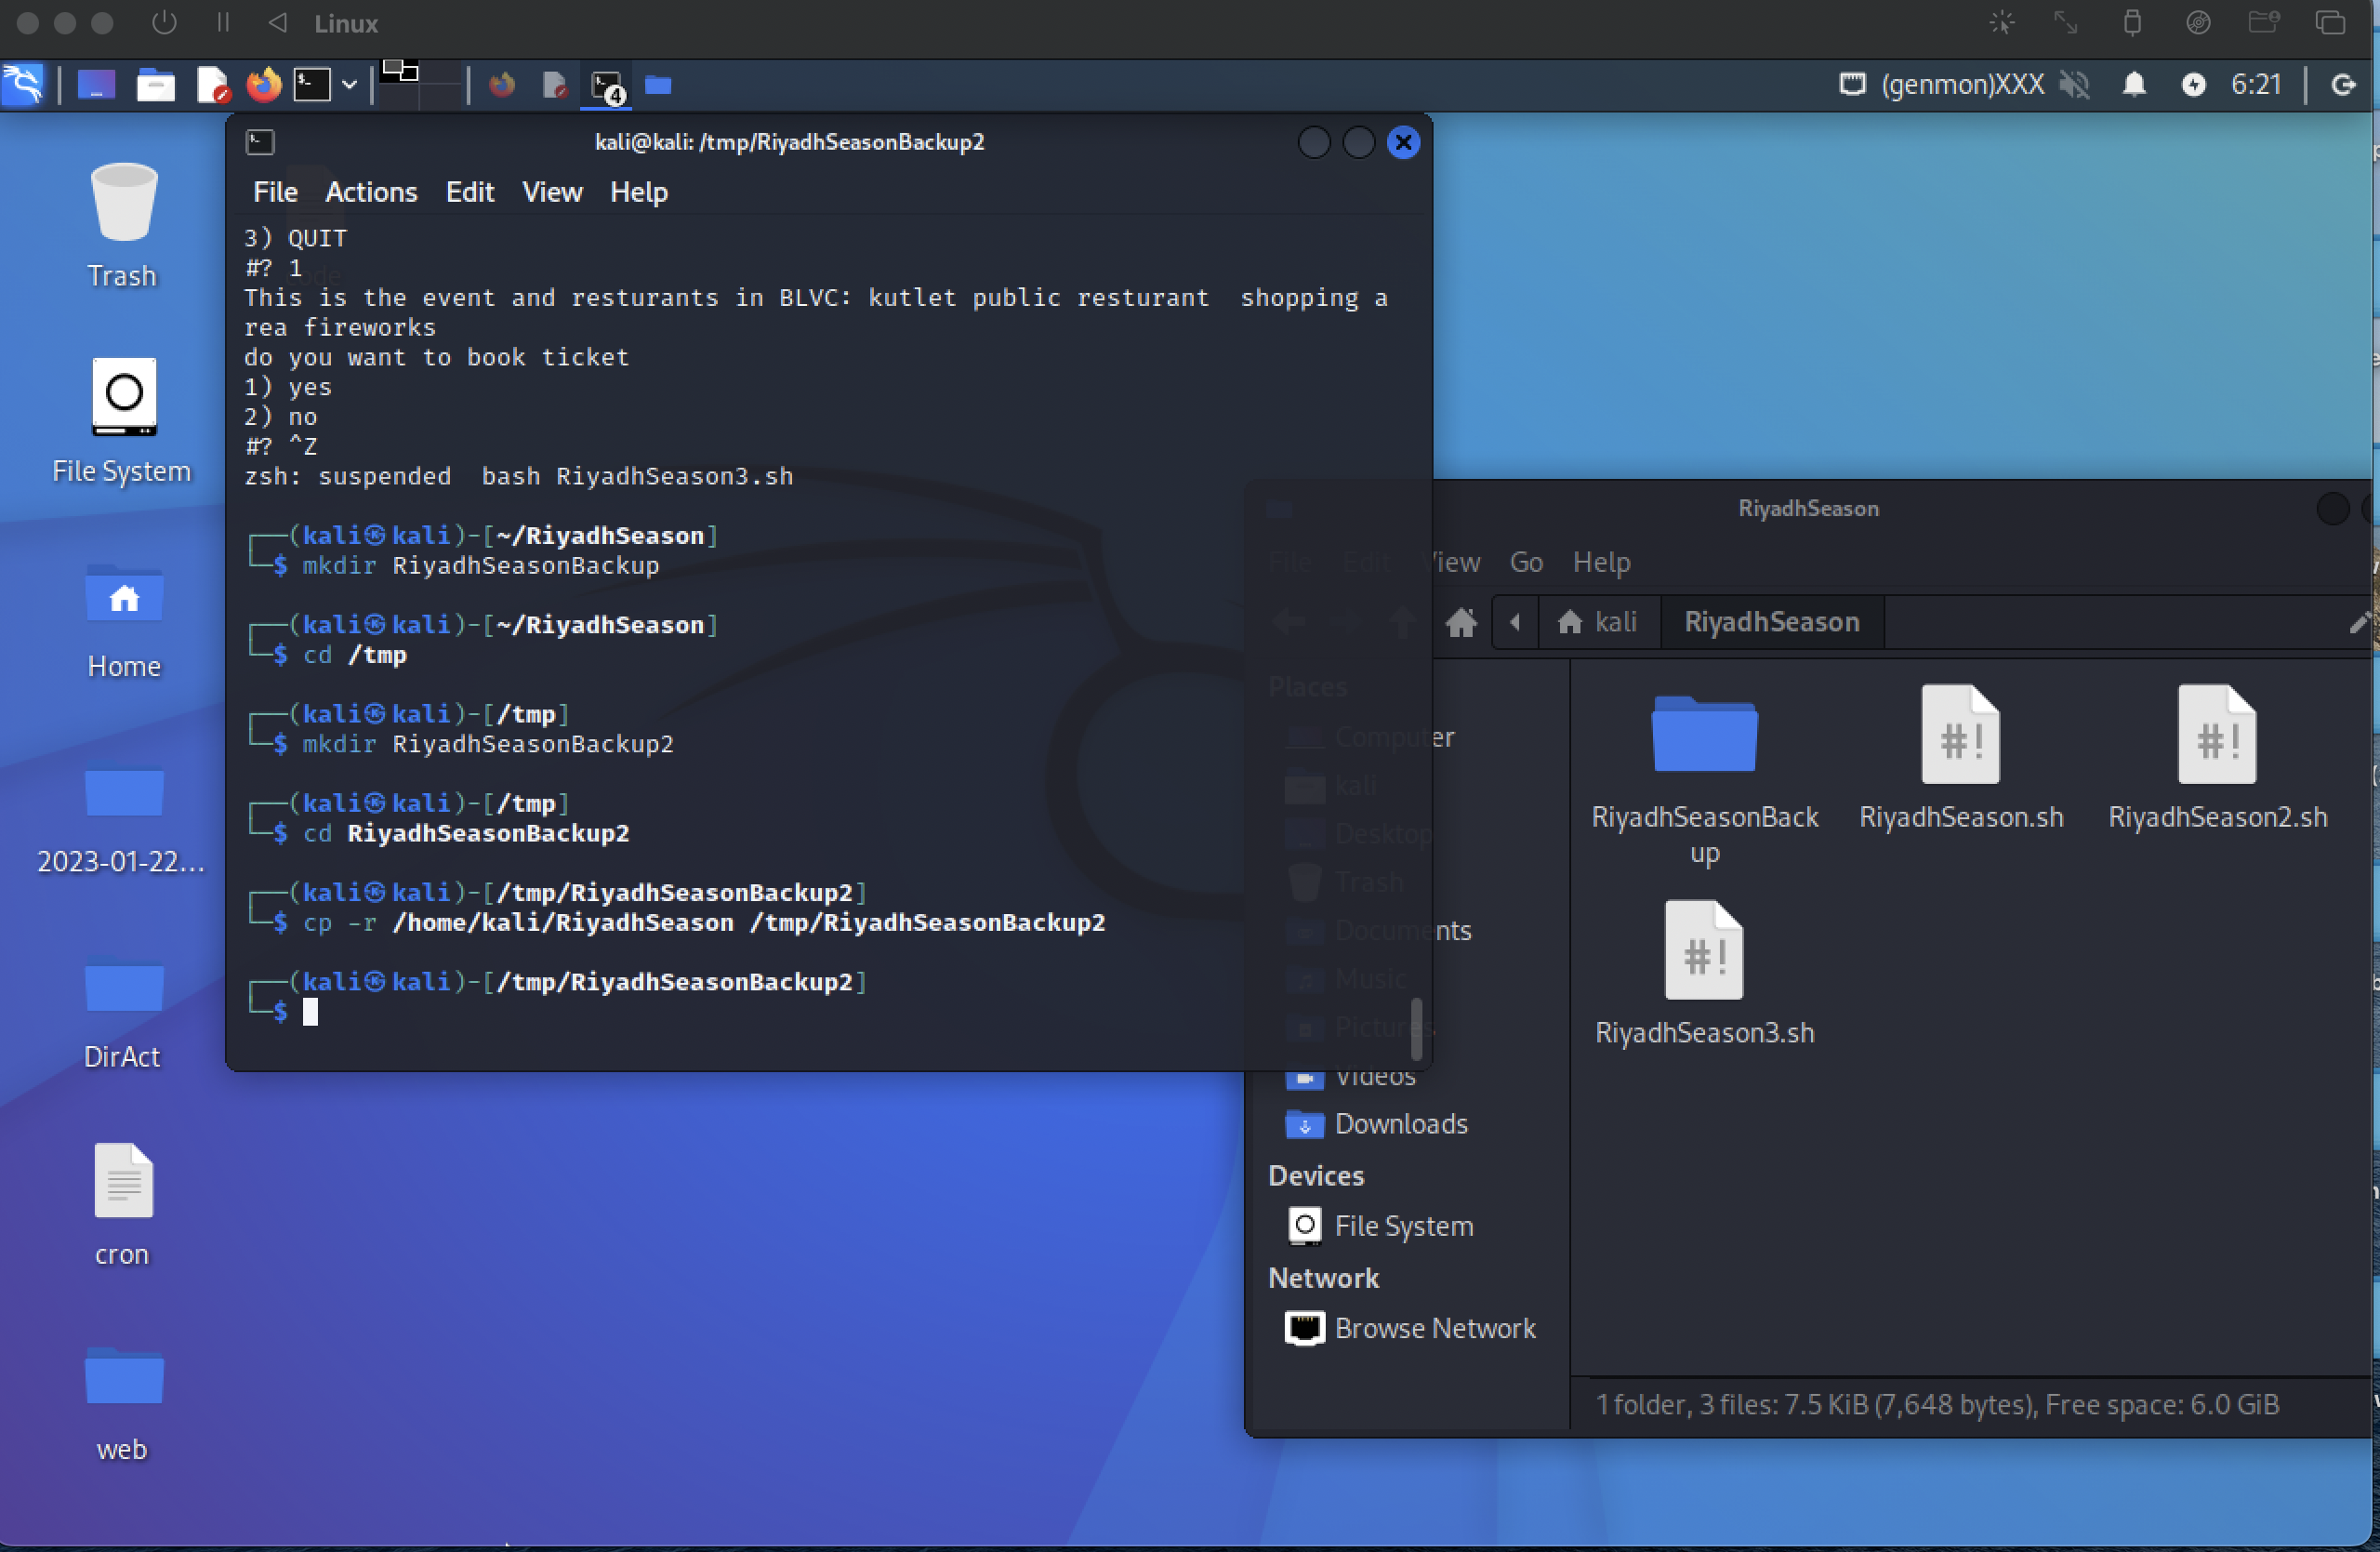 Linux
(genmon)XXX
6:21
4
kali@kali: /tmp/RiyadhSeasonBackup2
File Actions Edit View Help
3) QUIT
#? 1
This is the event and resturants in BLVC: kutlet public resturant  shopping a
rea fireworks
do you want to book ticket
1) yes
2) no
#? ^Z
zsh: suspended  bash RiyadhSeason3.sh
┌──(kali㉿kali)-[~/RiyadhSeason]
└─$ mkdir RiyadhSeasonBackup
┌──(kali㉿kali)-[~/RiyadhSeason]
└─$ cd /tmp
┌──(kali㉿kali)-[/tmp]
└─$ mkdir RiyadhSeasonBackup2
┌──(kali㉿kali)-[/tmp]
└─$ cd RiyadhSeasonBackup2
┌──(kali㉿kali)-[/tmp/RiyadhSeasonBackup2]
└─$ cp -r /home/kali/RiyadhSeason /tmp/RiyadhSeasonBackup2
┌──(kali㉿kali)-[/tmp/RiyadhSeasonBackup2]
└─$
Trash
File System
Home
2023-01-22...
DirAct
cron
web
code
RiyadhSeason
File Edit View Go Help
kali
RiyadhSeason
Places
Computer
kali
Desktop
Trash
Documents
Music
Pictures
Videos
Downloads
Devices
File System
Network
Browse Network
RiyadhSeasonBack
up
RiyadhSeason.sh
RiyadhSeason2.sh
RiyadhSeason3.sh
#!
#!
#!
1 folder, 3 files: 7.5 KiB (7,648 bytes), Free space: 6.0 GiB